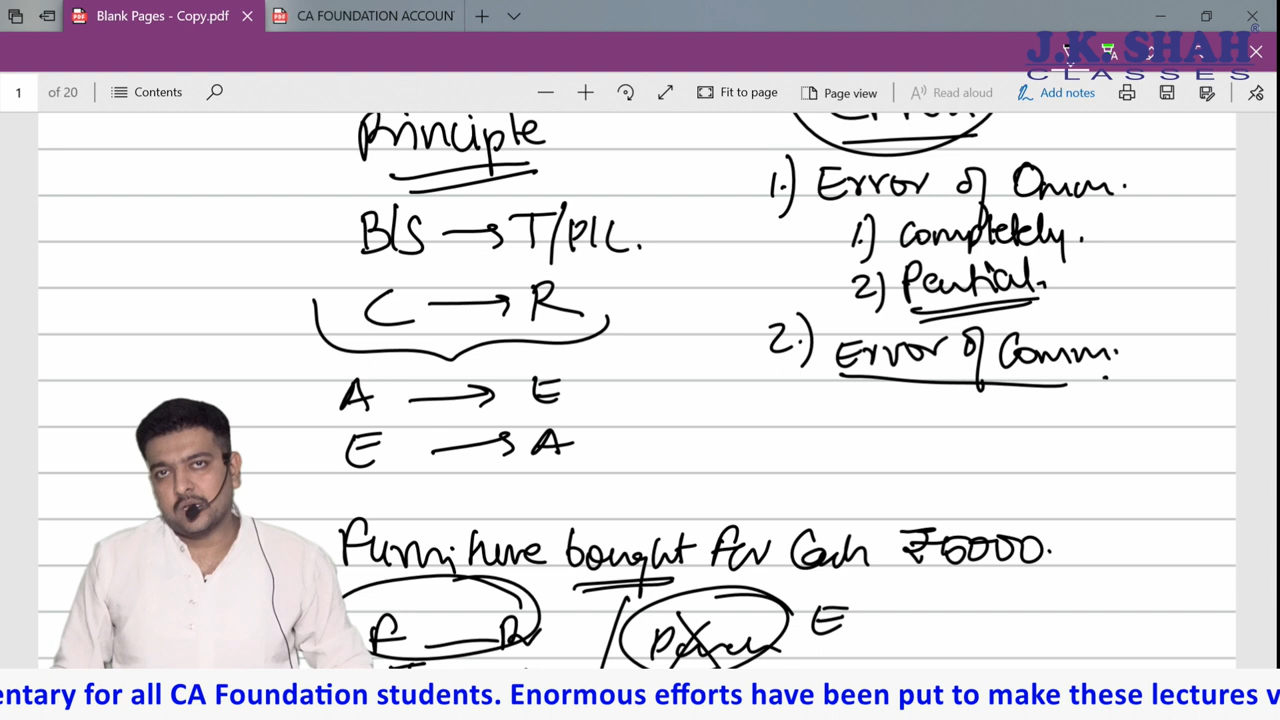 Blank Pages - Copy.pdf
CA FOUNDATION ACCOUN
J.K. SHAH®
CLASSES
1 of 20
Contents
Fit to page
Page view
Read aloud
Add notes
Principle
B/S → T/P/L.
C → R
A → E
E → A
Error
1.) Error of Omm.
1) Completely.
2) Partial.
2.) Error of Comm.
Furniture bought for Cash ₹5000.
E
entary for all CA Foundation students. Enormous efforts have been put to make these lectures v